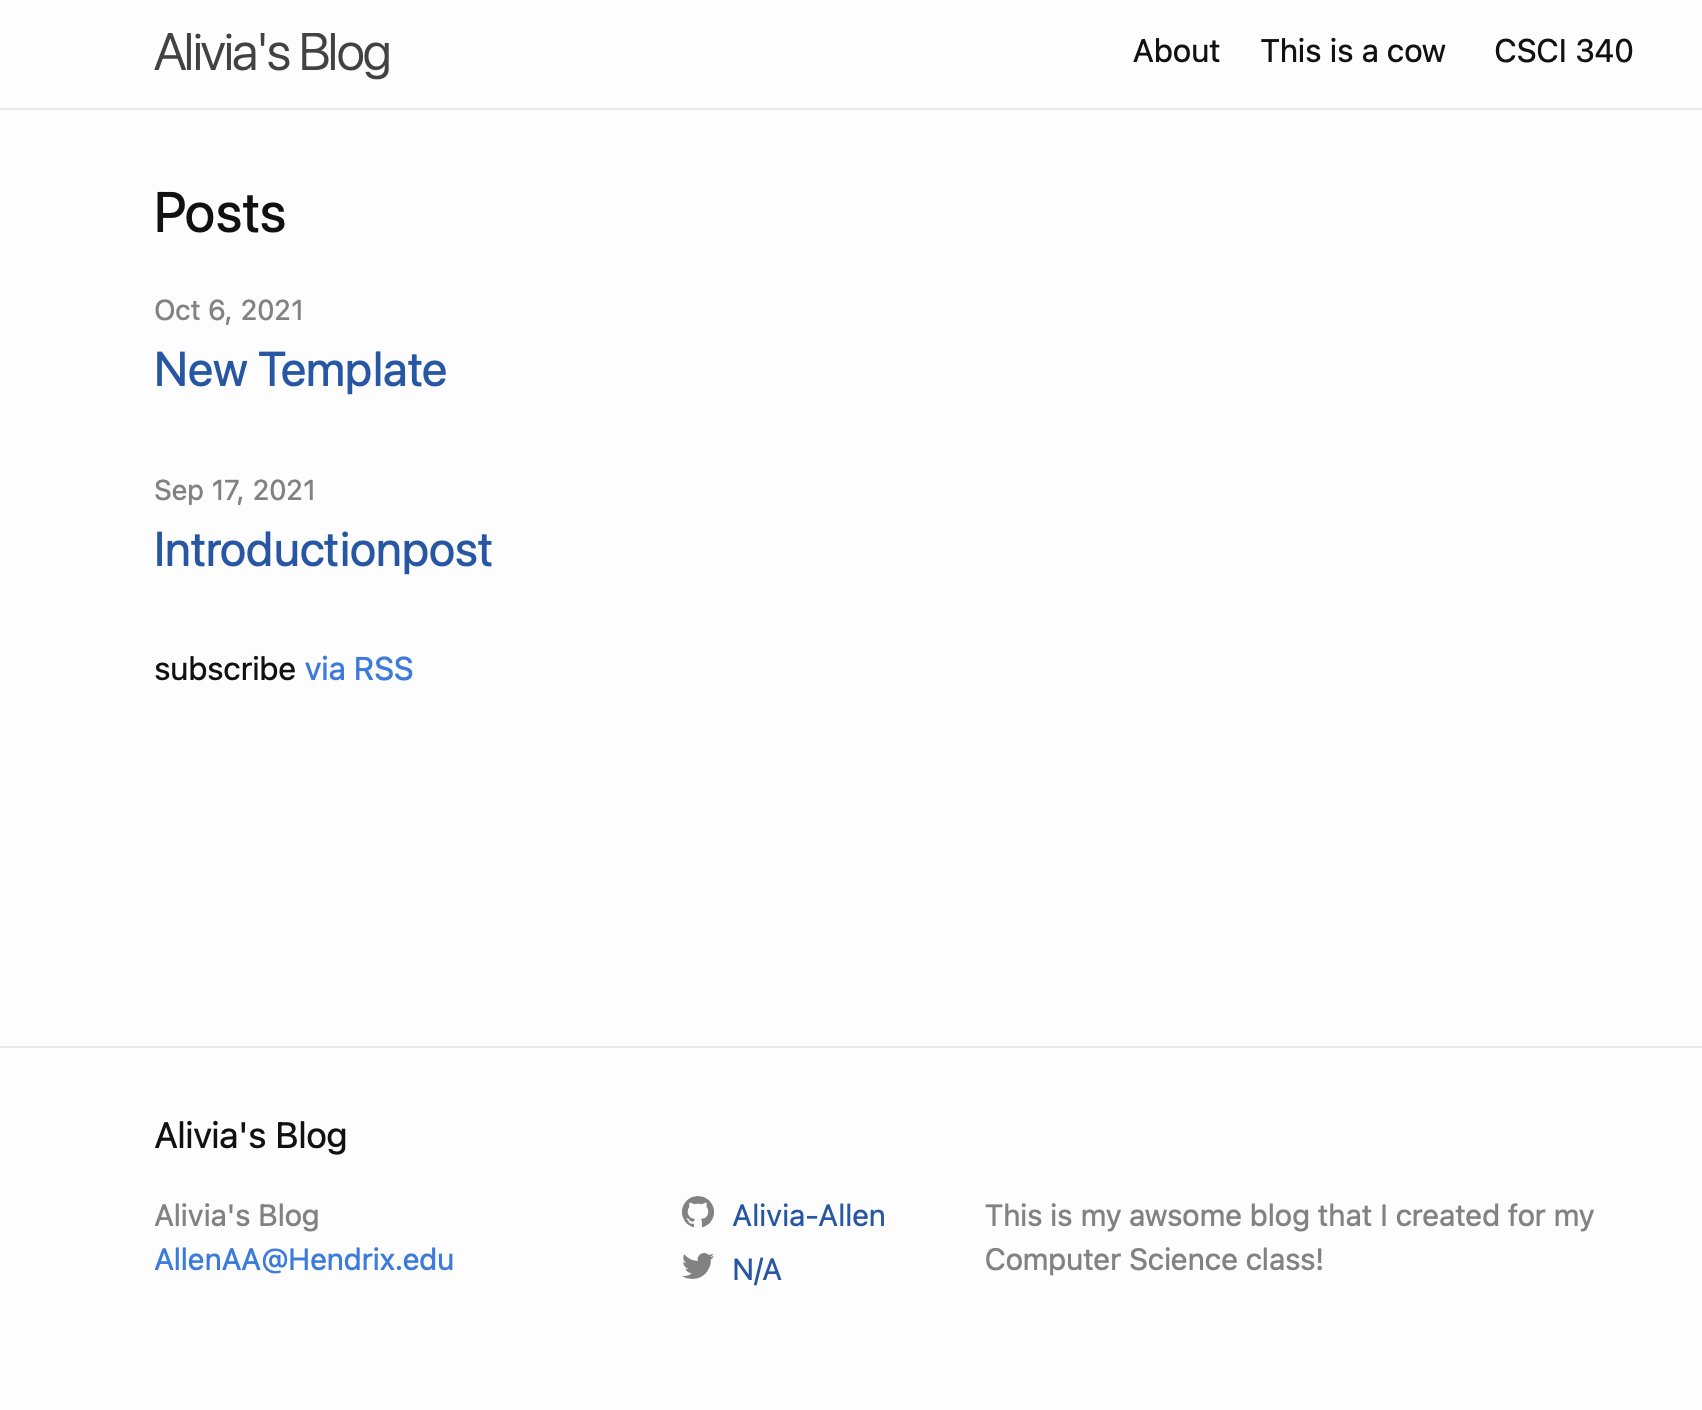 Alivia's Blog
About
This is a cow
CSCI 340
Posts
Oct 6, 2021
New Template
Sep 17, 2021
Introductionpost
subscribe via RSS
Alivia's Blog
Alivia's Blog
AllenAA@Hendrix.edu
Alivia-Allen
N/A
This is my awsome blog that I created for my
Computer Science class!